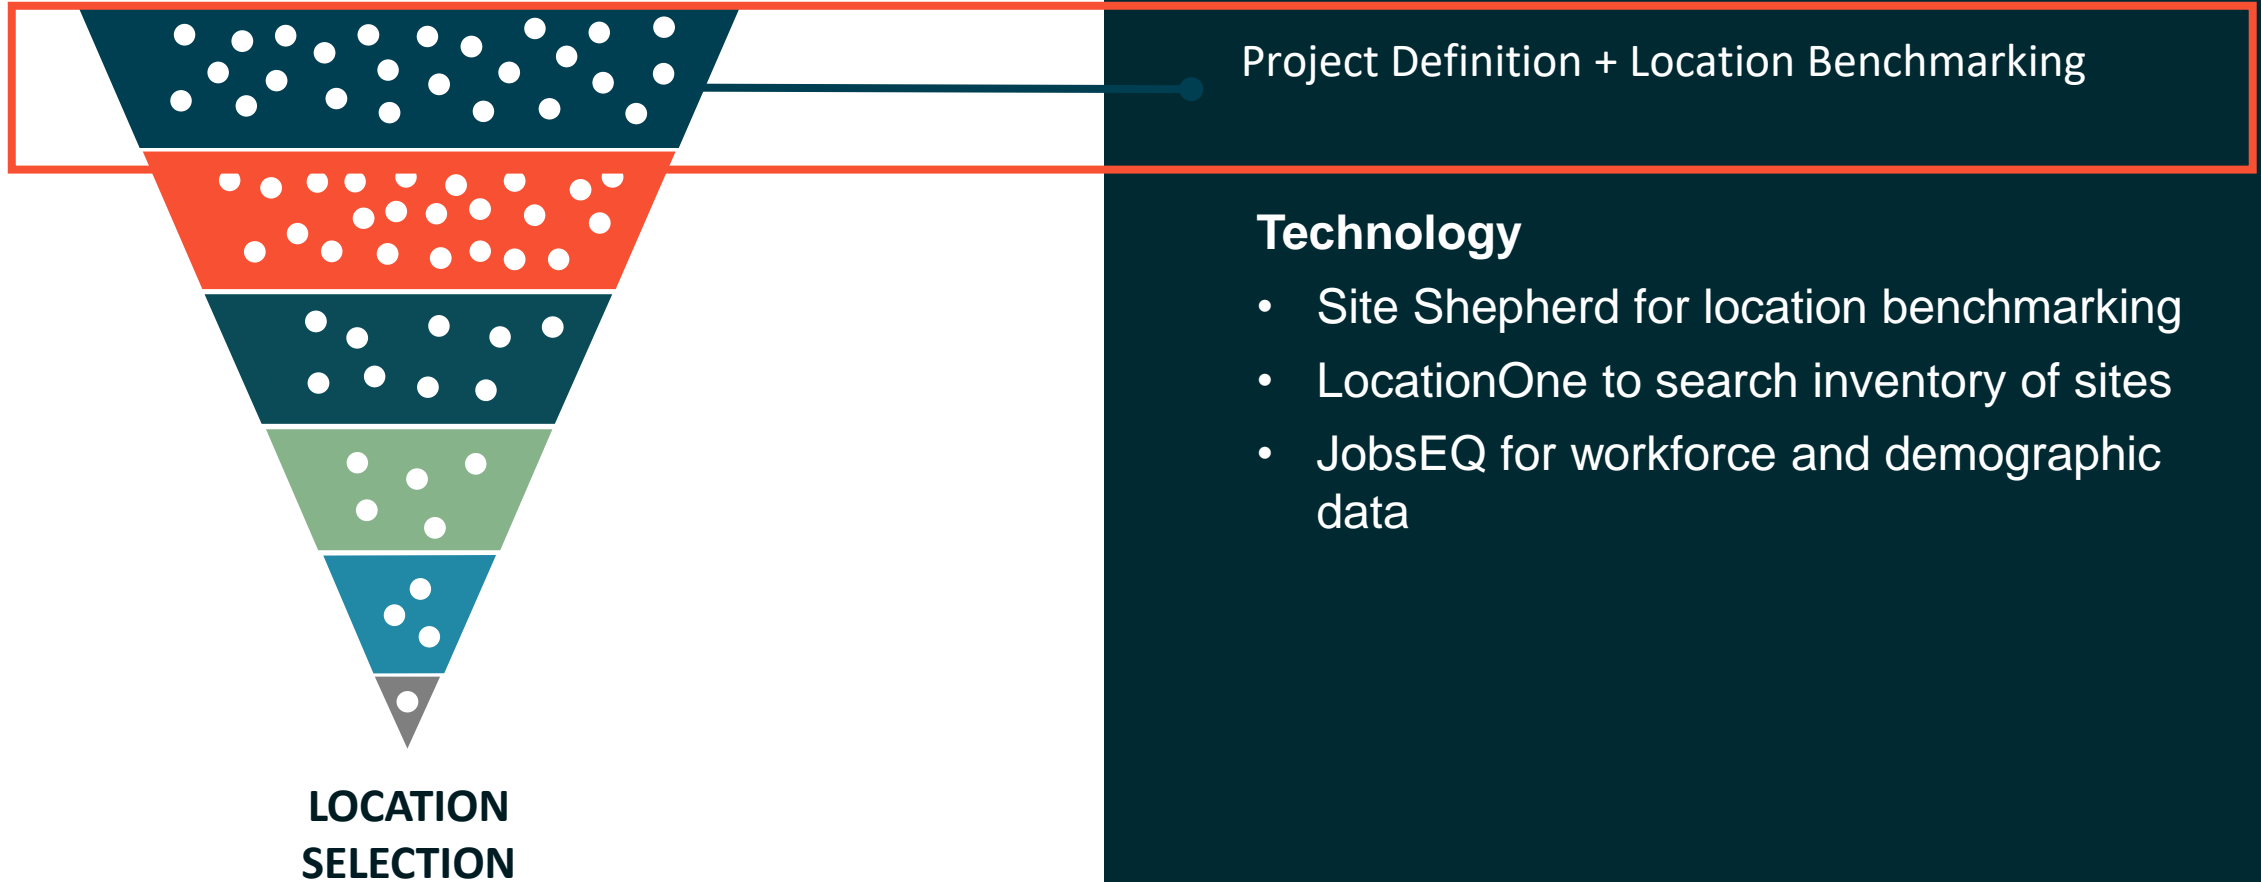 Project Definition + Location Benchmarking
Technology
• Site Shepherd for location benchmarking
• LocationOne to search inventory of sites
• JobsEQ for workforce and demographic
data
LOCATION
SELECTION